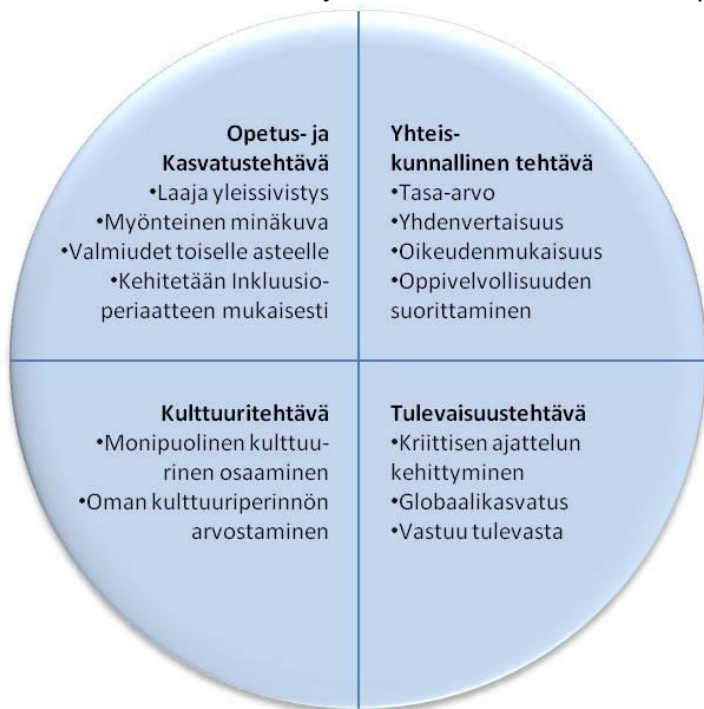 Opetus- ja
Kasvatustehtävä
•Laaja yleissivistys
•Myönteinen minäkuva
•Valmiudet toiselle asteelle
•Kehitetään Inkluusio-
periaatteen mukaisesti
Yhteis-
kunnallinen tehtävä
•Tasa-arvo
•Yhdenvertaisuus
•Oikeudenmukaisuus
•Oppivelvollisuuden
suorittaminen
Kulttuuritehtävä
•Monipuolinen kulttuu-
rinen osaaminen
•Oman kulttuuriperinnön
arvostaminen
Tulevaisuustehtävä
•Kriittisen ajattelun
kehittyminen
•Globaalikasvatus
•Vastuu tulevasta